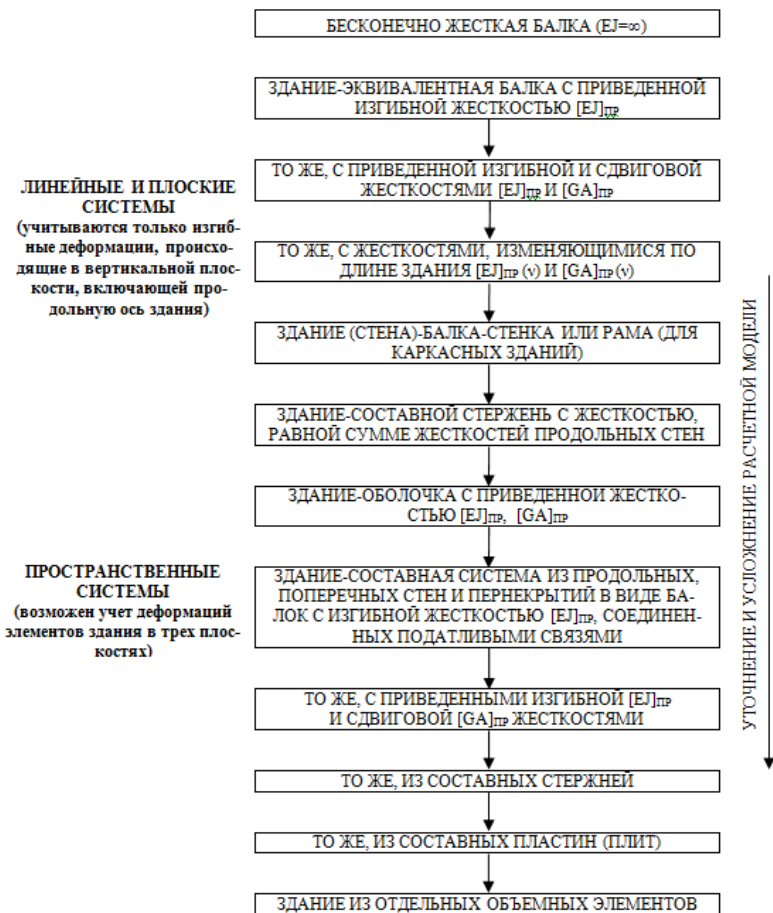 БЕСКОНЕЧНО ЖЕСТКАЯ БАЛКА (EJ=∞)
ЗДАНИЕ-ЭКВИВАЛЕНТНАЯ БАЛКА С ПРИВЕДЕННОЙ
ИЗГИБНОЙ ЖЕСТКОСТЬЮ [EJ]ПР
ТО ЖЕ, С ПРИВЕДЕННОЙ ИЗГИБНОЙ И СДВИГОВОЙ
ЖЕСТКОСТЯМИ [EJ]ПР И [GA]ПР
ЛИНЕЙНЫЕ И ПЛОСКИЕ
СИСТЕМЫ
(учитываются только изгиб-
ные деформации, происхо-
дящие в вертикальной плос-
кости, включающей про-
дольную ось здания)
ТО ЖЕ, С ЖЕСТКОСТЯМИ, ИЗМЕНЯЮЩИМИСЯ ПО
ДЛИНЕ ЗДАНИЯ [EJ]ПР (v) И [GA]ПР (v)
ЗДАНИЕ (СТЕНА)-БАЛКА-СТЕНКА ИЛИ РАМА (ДЛЯ
КАРКАСНЫХ ЗДАНИЙ)
ЗДАНИЕ-СОСТАВНОЙ СТЕРЖЕНЬ С ЖЕСТКОСТЬЮ,
РАВНОЙ СУММЕ ЖЕСТКОСТЕЙ ПРОДОЛЬНЫХ СТЕН
ЗДАНИЕ-ОБОЛОЧКА С ПРИВЕДЕННОЙ ЖЕСТКО-
СТЬЮ [EJ]ПР, [GA]ПР
ПРОСТРАНСТВЕННЫЕ
СИСТЕМЫ
(возможен учет деформаций
элементов здания в трех плос-
костях)
ЗДАНИЕ-СОСТАВНАЯ СИСТЕМА ИЗ ПРОДОЛЬНЫХ,
ПОПЕРЕЧНЫХ СТЕН И ПЕРНЕКРЫТИЙ В ВИДЕ БА-
ЛОК С ИЗГИБНОЙ ЖЕСТКОСТЬЮ [EJ]ПР, СОЕДИНЕН-
НЫХ ПОДАТЛИВЫМИ СВЯЗЯМИ
ТО ЖЕ, С ПРИВЕДЕННЫМИ ИЗГИБНОЙ [EJ]ПР
И СДВИГОВОЙ [GA]ПР ЖЕСТКОСТЯМИ
ТО ЖЕ, ИЗ СОСТАВНЫХ СТЕРЖНЕЙ
ТО ЖЕ, ИЗ СОСТАВНЫХ ПЛАСТИН (ПЛИТ)
ЗДАНИЕ ИЗ ОТДЕЛЬНЫХ ОБЪЕМНЫХ ЭЛЕМЕНТОВ
УТОЧНЕНИЕ И УСЛОЖНЕНИЕ РАСЧЕТНОЙ МОДЕЛИ